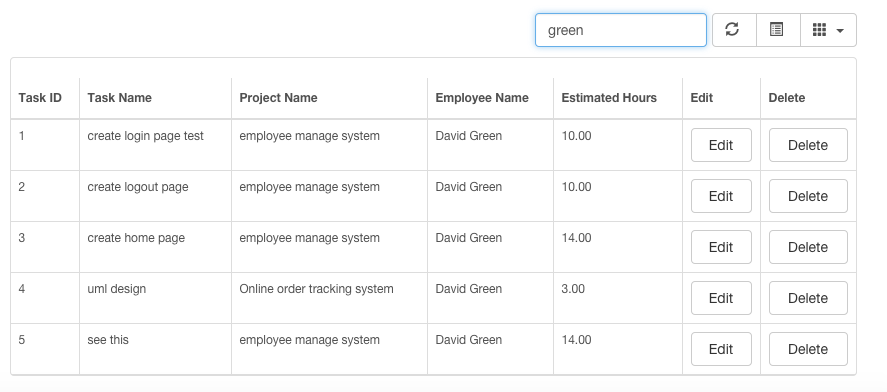 green
Task ID Task Name Project Name Employee Name Estimated Hours Edit Delete
1 create login page test employee manage system David Green 10.00 Edit Delete
2 create logout page employee manage system David Green 10.00 Edit Delete
3 create home page employee manage system David Green 14.00 Edit Delete
4 uml design Online order tracking system David Green 3.00 Edit Delete
5 see this employee manage system David Green 14.00 Edit Delete